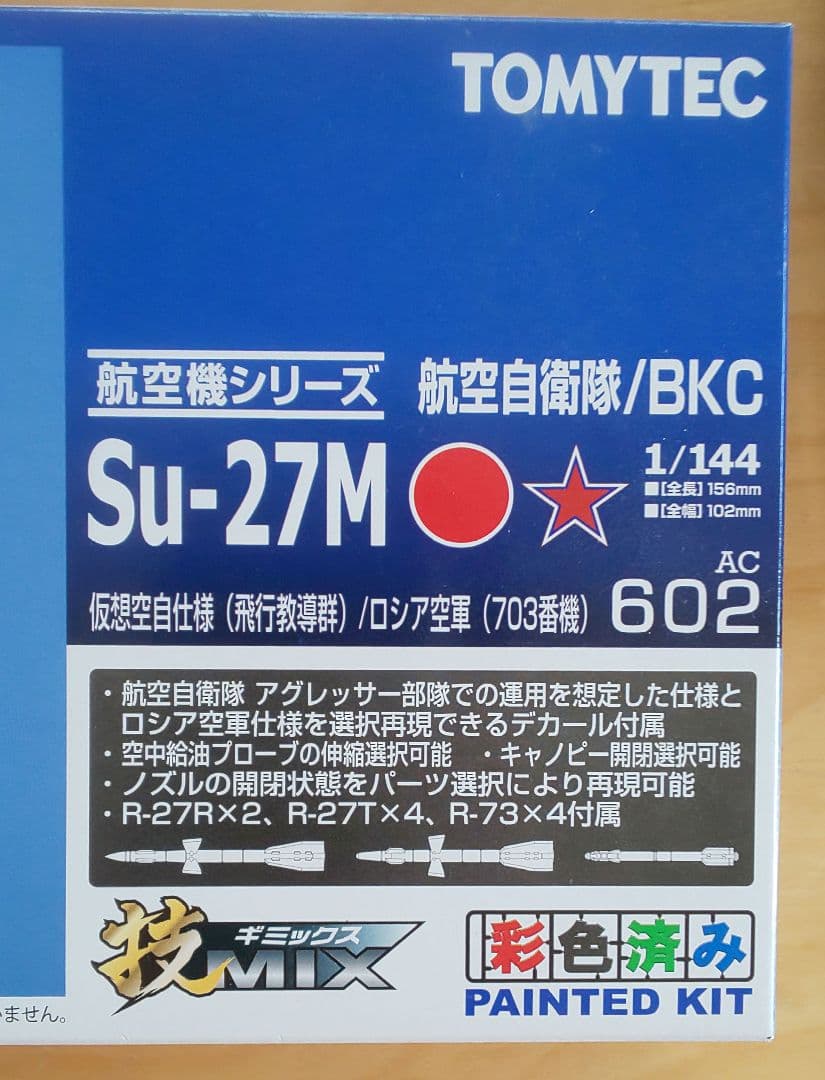 TOMYTEC
航空機シリーズ
航空自衛隊/BKC
Su-27M
1/144
■[全長]156mm
■[全幅]102mm
AC
602
仮想空自仕様（飛行教導群）/ロシア空軍（703番機）
・航空自衛隊 アグレッサー部隊での運用を想定した仕様と
ロシア空軍仕様を選択再現できるデカール付属
・空中給油プローブの伸縮選択可能 ・キャノピー開閉選択可能
・ノズルの開閉状態をパーツ選択により再現可能
・R-27R×2、R-27T×4、R-73×4付属
技
ギミックス
MIX
彩色済み
PAINTED KIT
いません。